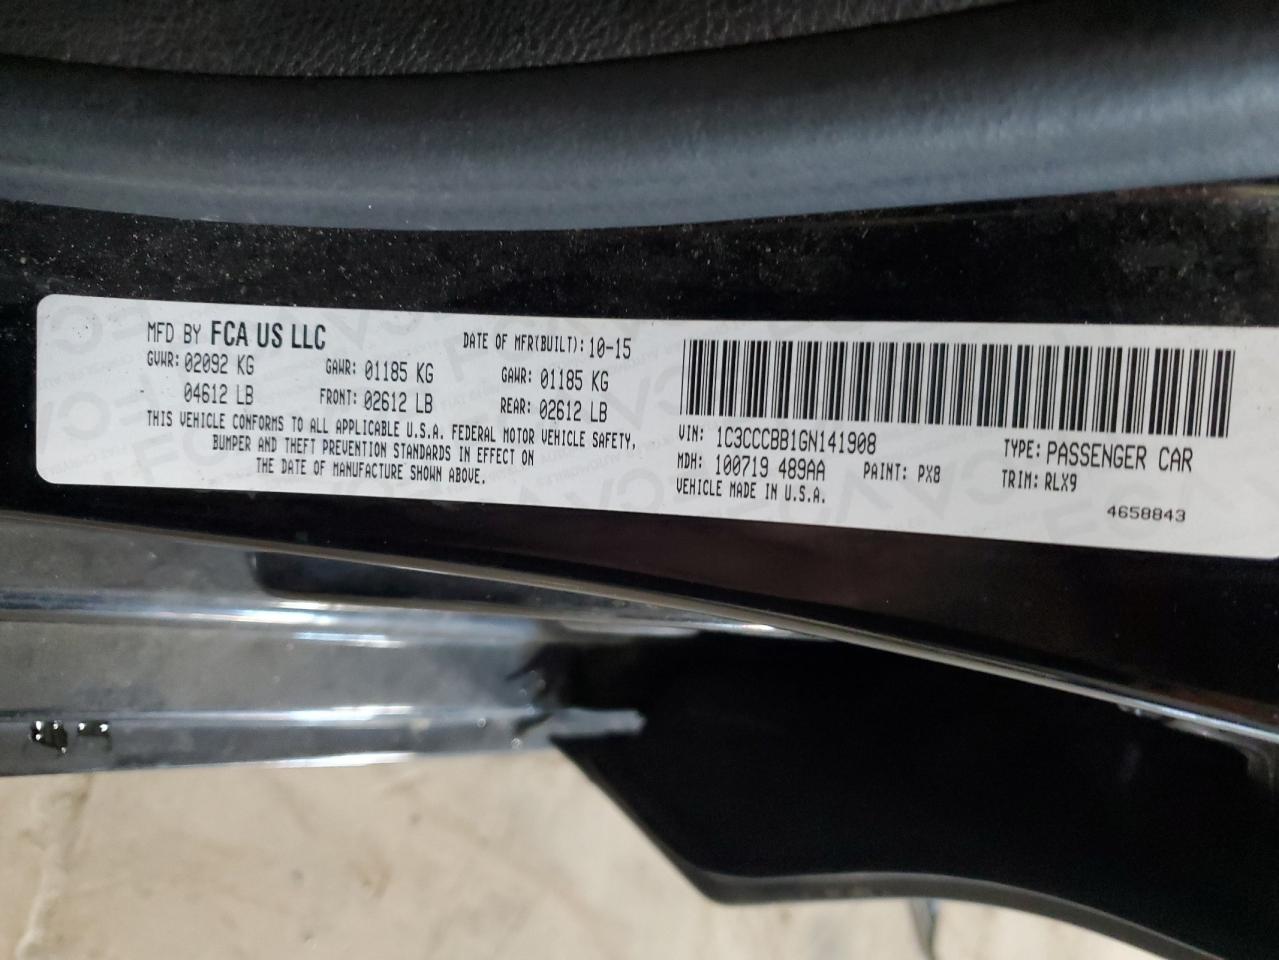 MFD BY FCA US LLC
DATE OF MFR(BUILT): 10-15
GVWR: 02092 KG
04612 LB
GAWR: 01185 KG
FRONT: 02612 LB
GAWR: 01185 KG
REAR: 02612 LB
THIS VEHICLE CONFORMS TO ALL APPLICABLE U.S.A. FEDERAL MOTOR VEHICLE SAFETY,
BUMPER AND THEFT PREVENTION STANDARDS IN EFFECT ON
THE DATE OF MANUFACTURE SHOWN ABOVE.
VIN: 1C3CCCBB1GN141908
TYPE: PASSENGER CAR
MDH: 100719 489AA
PAINT: PX8
TRIM: RLX9
VEHICLE MADE IN U.S.A.
4658843